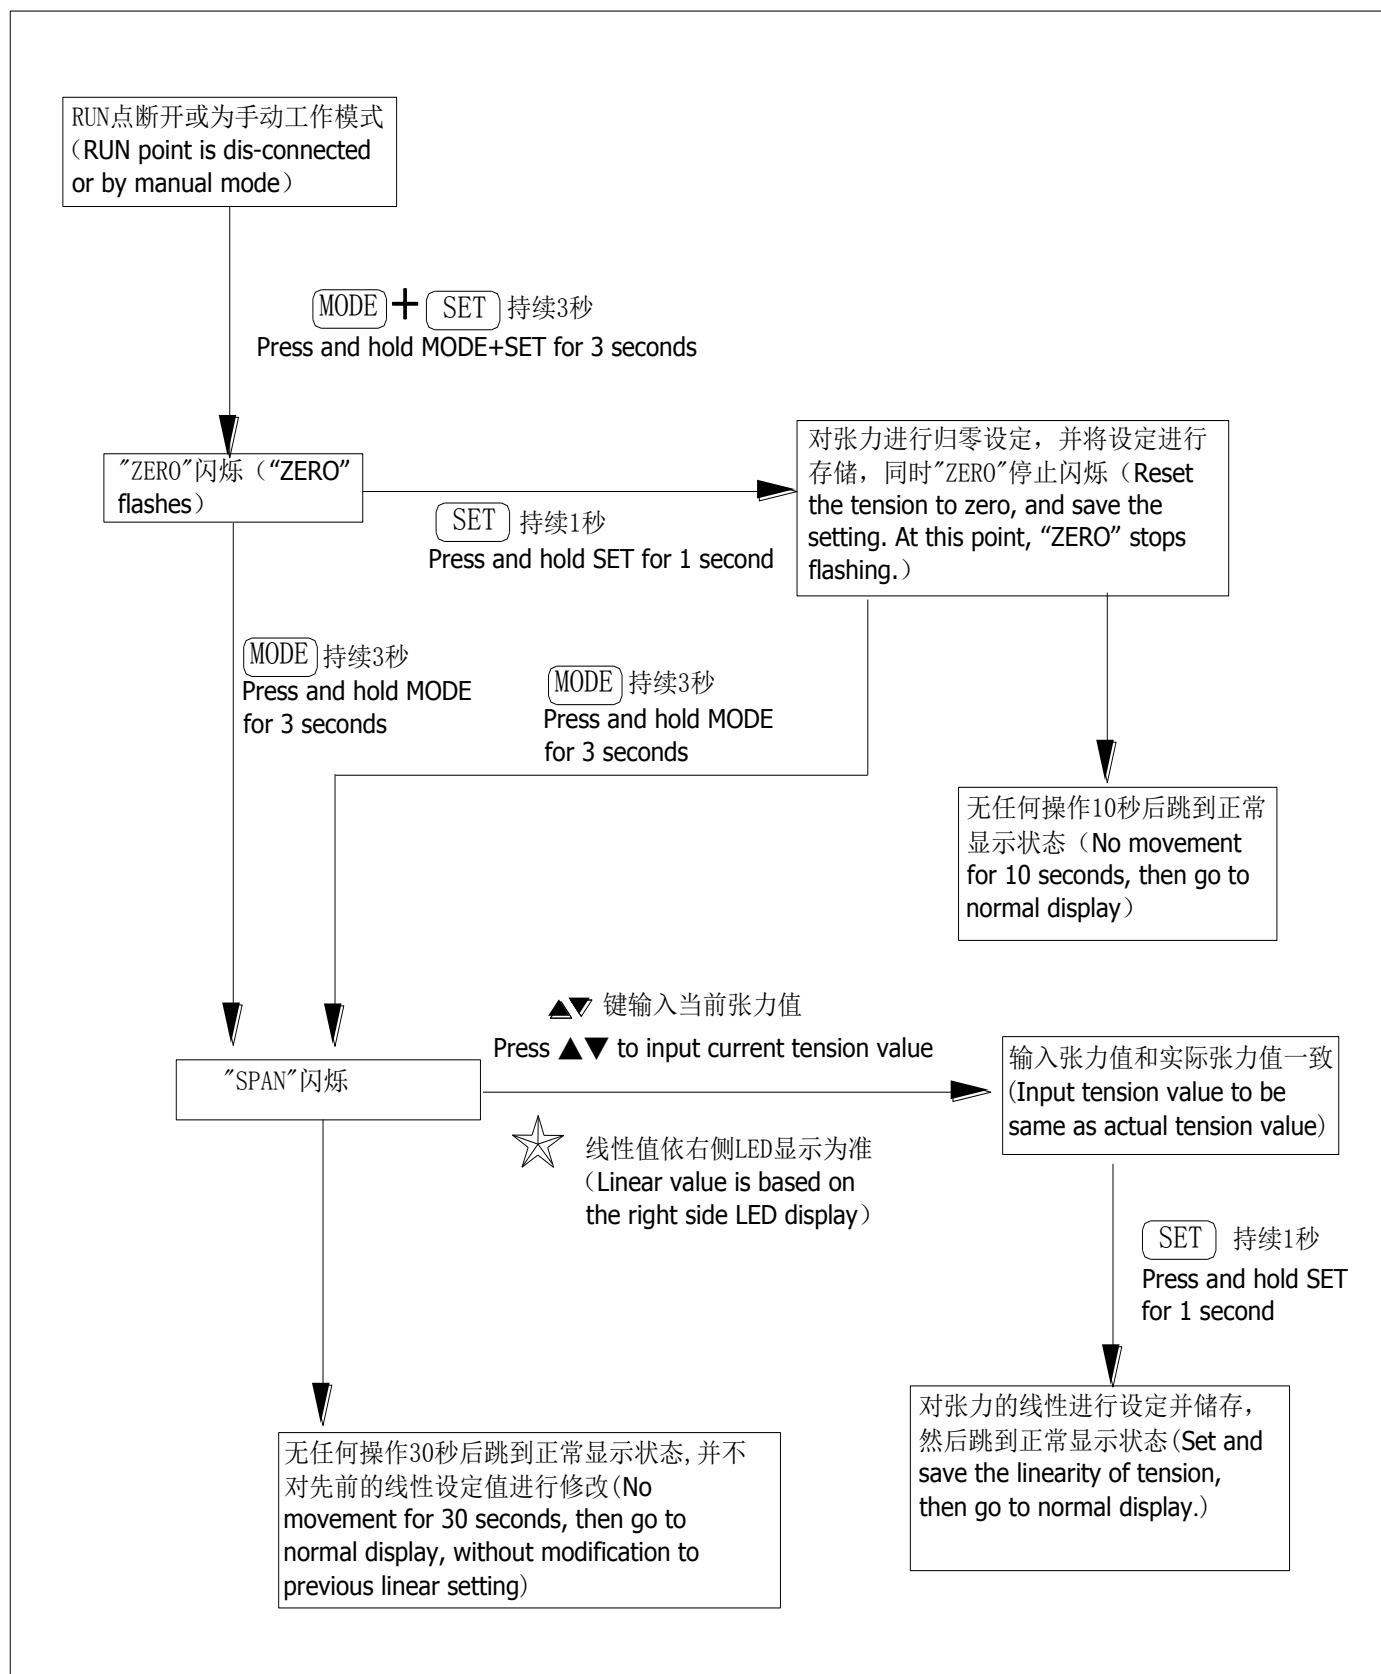 RUN点断开或为手动工作模式
（RUN point is dis-connected
or by manual mode）
MODE + SET 持续3秒
Press and hold MODE+SET for 3 seconds
"ZERO"闪烁（“ZERO”
flashes）
SET 持续1秒
Press and hold SET for 1 second
对张力进行归零设定，并将设定进行
存储，同时"ZERO"停止闪烁（Reset
the tension to zero, and save the
setting. At this point, “ZERO” stops
flashing.）
MODE 持续3秒
Press and hold MODE
for 3 seconds
MODE 持续3秒
Press and hold MODE
for 3 seconds
无任何操作10秒后跳到正常
显示状态（No movement
for 10 seconds, then go to
normal display）
▲▼ 键输入当前张力值
Press ▲▼ to input current tension value
"SPAN"闪烁
线性值依右侧LED显示为准
（Linear value is based on
the right side LED display）
输入张力值和实际张力值一致
(Input tension value to be
same as actual tension value)
SET 持续1秒
Press and hold SET
for 1 second
无任何操作30秒后跳到正常显示状态,并不
对先前的线性设定值进行修改(No
movement for 30 seconds, then go to
normal display, without modification to
previous linear setting)
对张力的线性进行设定并储存，
然后跳到正常显示状态(Set and
save the linearity of tension,
then go to normal display.)